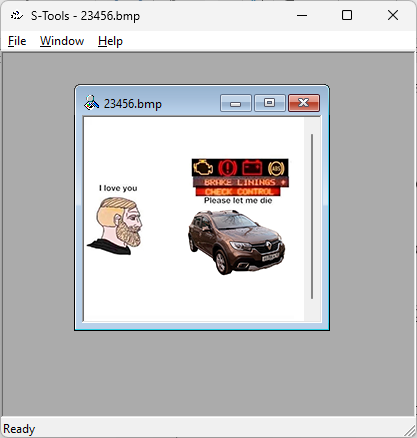 S-Tools - 23456.bmp
File Window Help
23456.bmp
ABS
BRAKE LININGS +
CHECK CONTROL
I love you
Please let me die
Ready